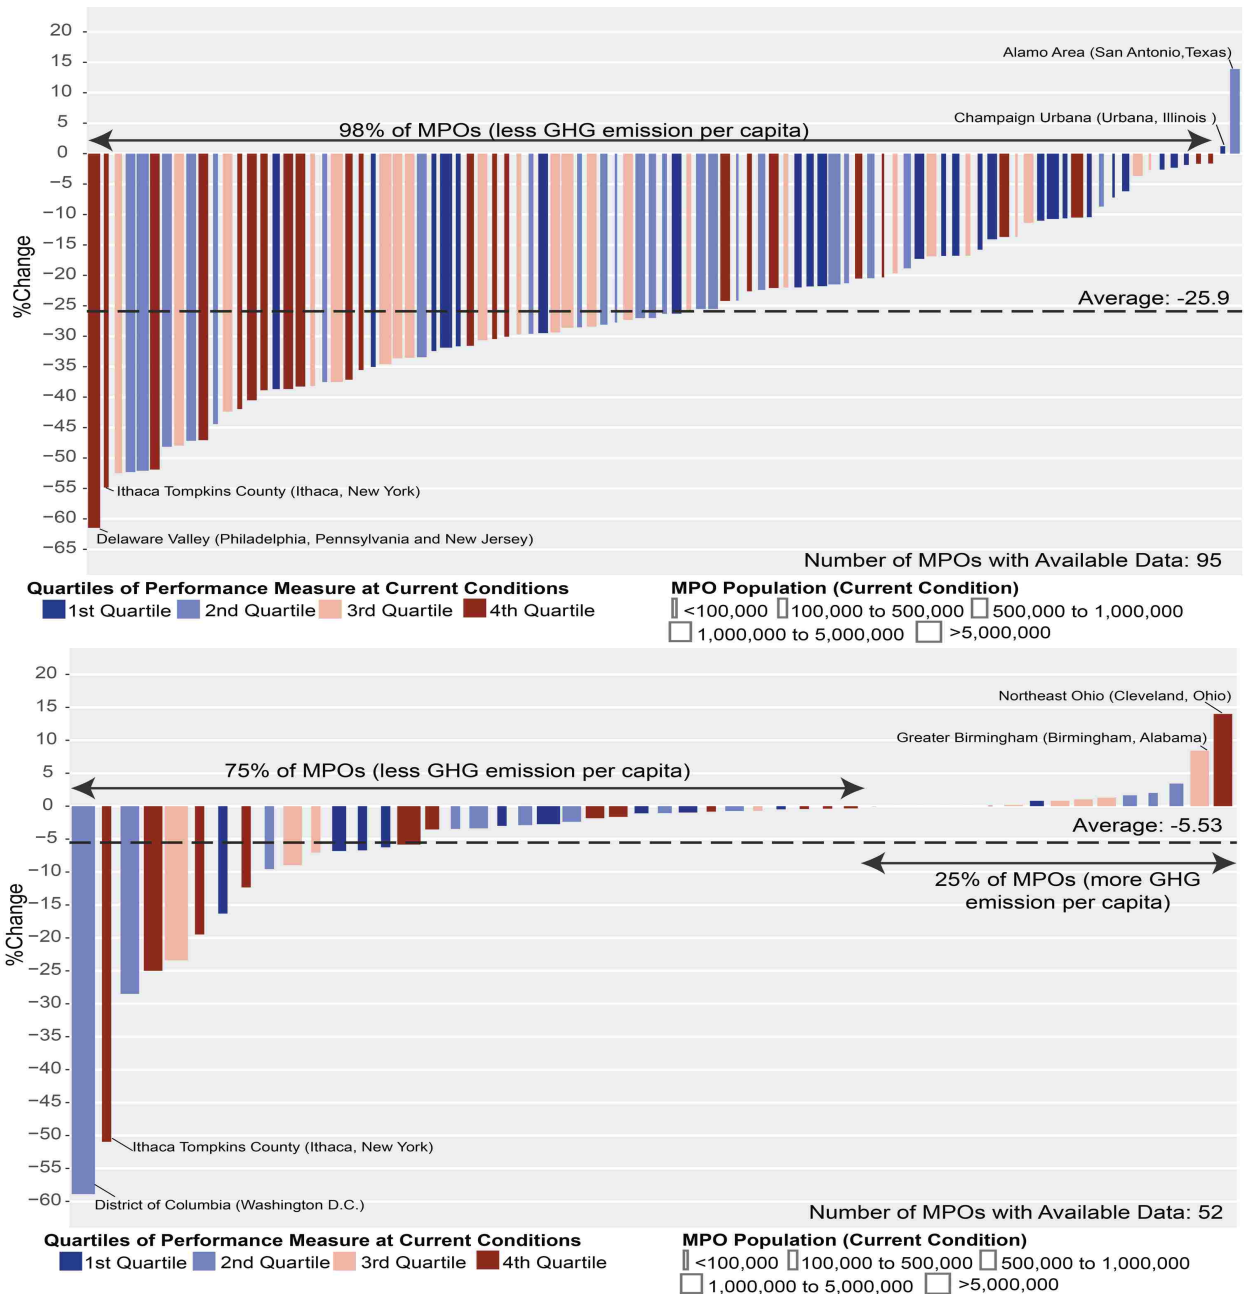 20
15
10
5
0
−5
−10
−15
−20
−25
−30
−35
−40
−45
−50
−55
−60
−65
%Change
Alamo Area (San Antonio,Texas)
Champaign Urbana (Urbana, Illinois )
98% of MPOs (less GHG emission per capita)
Average: -25.9
Ithaca Tompkins County (Ithaca, New York)
Delaware Valley (Philadelphia, Pennsylvania and New Jersey)
Number of MPOs with Available Data: 95
Quartiles of Performance Measure at Current Conditions
1st Quartile 2nd Quartile 3rd Quartile 4th Quartile
MPO Population (Current Condition)
<100,000 100,000 to 500,000 500,000 to 1,000,000
1,000,000 to 5,000,000 >5,000,000
20
15
10
5
0
−5
−10
−15
−20
−25
−30
−35
−40
−45
−50
−55
−60
%Change
Northeast Ohio (Cleveland, Ohio)
Greater Birmingham (Birmingham, Alabama)
75% of MPOs (less GHG emission per capita)
Average: -5.53
25% of MPOs (more GHG
emission per capita)
Ithaca Tompkins County (Ithaca, New York)
District of Columbia (Washington D.C.)
Number of MPOs with Available Data: 52
Quartiles of Performance Measure at Current Conditions
1st Quartile 2nd Quartile 3rd Quartile 4th Quartile
MPO Population (Current Condition)
<100,000 100,000 to 500,000 500,000 to 1,000,000
1,000,000 to 5,000,000 >5,000,000